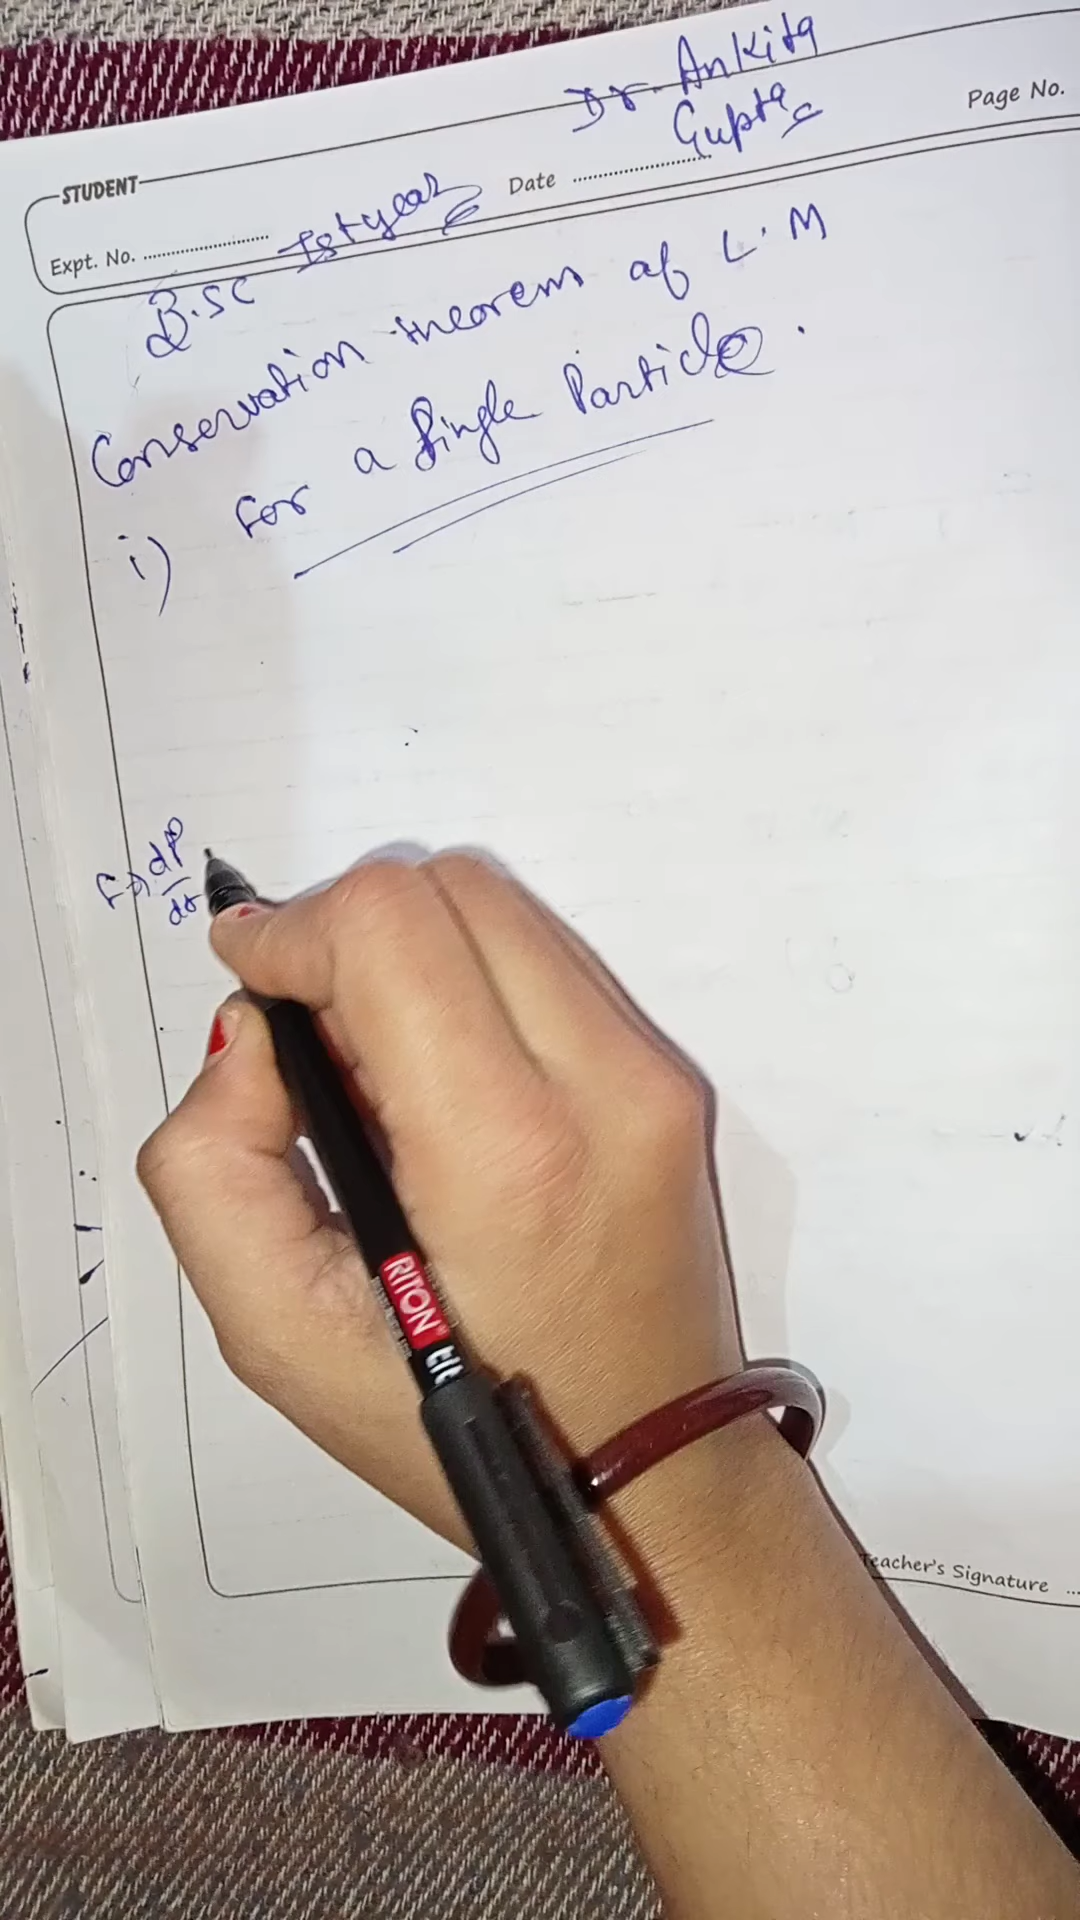 Dr. Ankita
Gupta
Page No.
STUDENT
Date
Expt. No.
B.Sc Ist year
Conservation theorem of L.M
i) For a Single Particle.
F = dP/dt
RITON
tit
Teacher's Signature